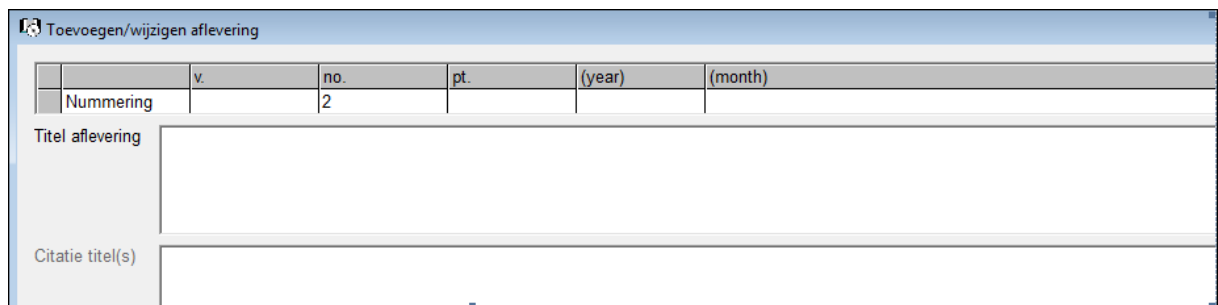 Toevoegen/wijzigen aflevering
v. no. pt. (year) (month)
Nummering 2
Titel aflevering
Citatie titel(s)